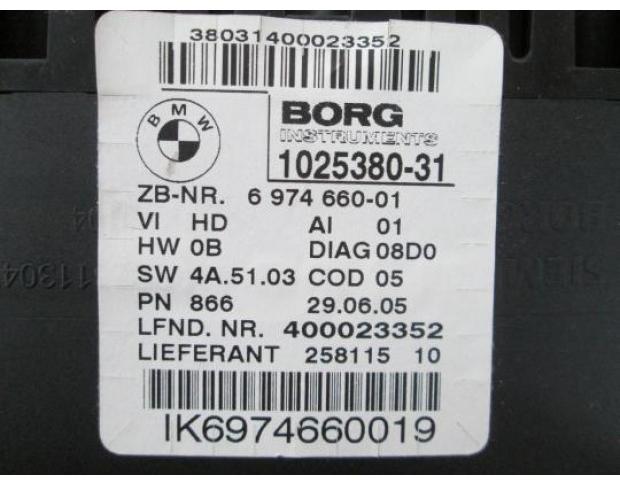 38031400023352
BMW
BORG
INSTRUMENTS
1025380-31
ZB-NR. 6 974 660-01
VI HD AI 01
HW 0B DIAG 08D0
SW 4A.51.03 COD 05
PN 866 29.06.05
LFND. NR. 400023352
LIEFERANT 258115 10
IK6974660019